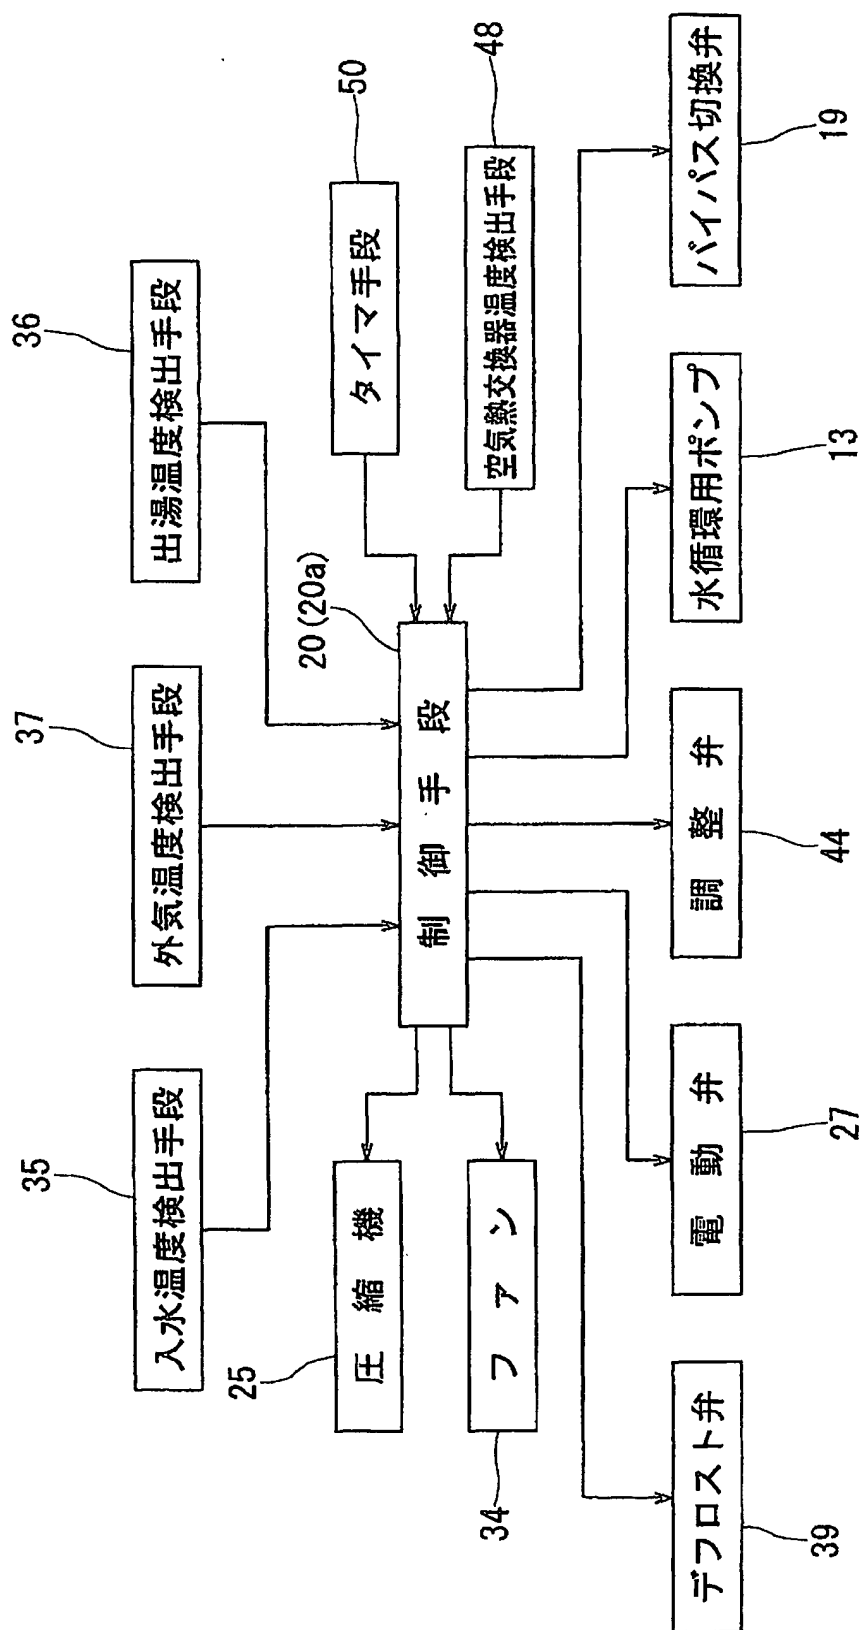 35
入水温度検出手段
37
外気温度検出手段
36
出湯温度検出手段
25
圧縮機
34
ファン
20(20a)
制御手段
タイマ手段
50
空気熱交換器温度検出手段
48
デフロスト弁
39
電動弁
27
調整弁
44
水循環用ポンプ
13
バイパス切換弁
19